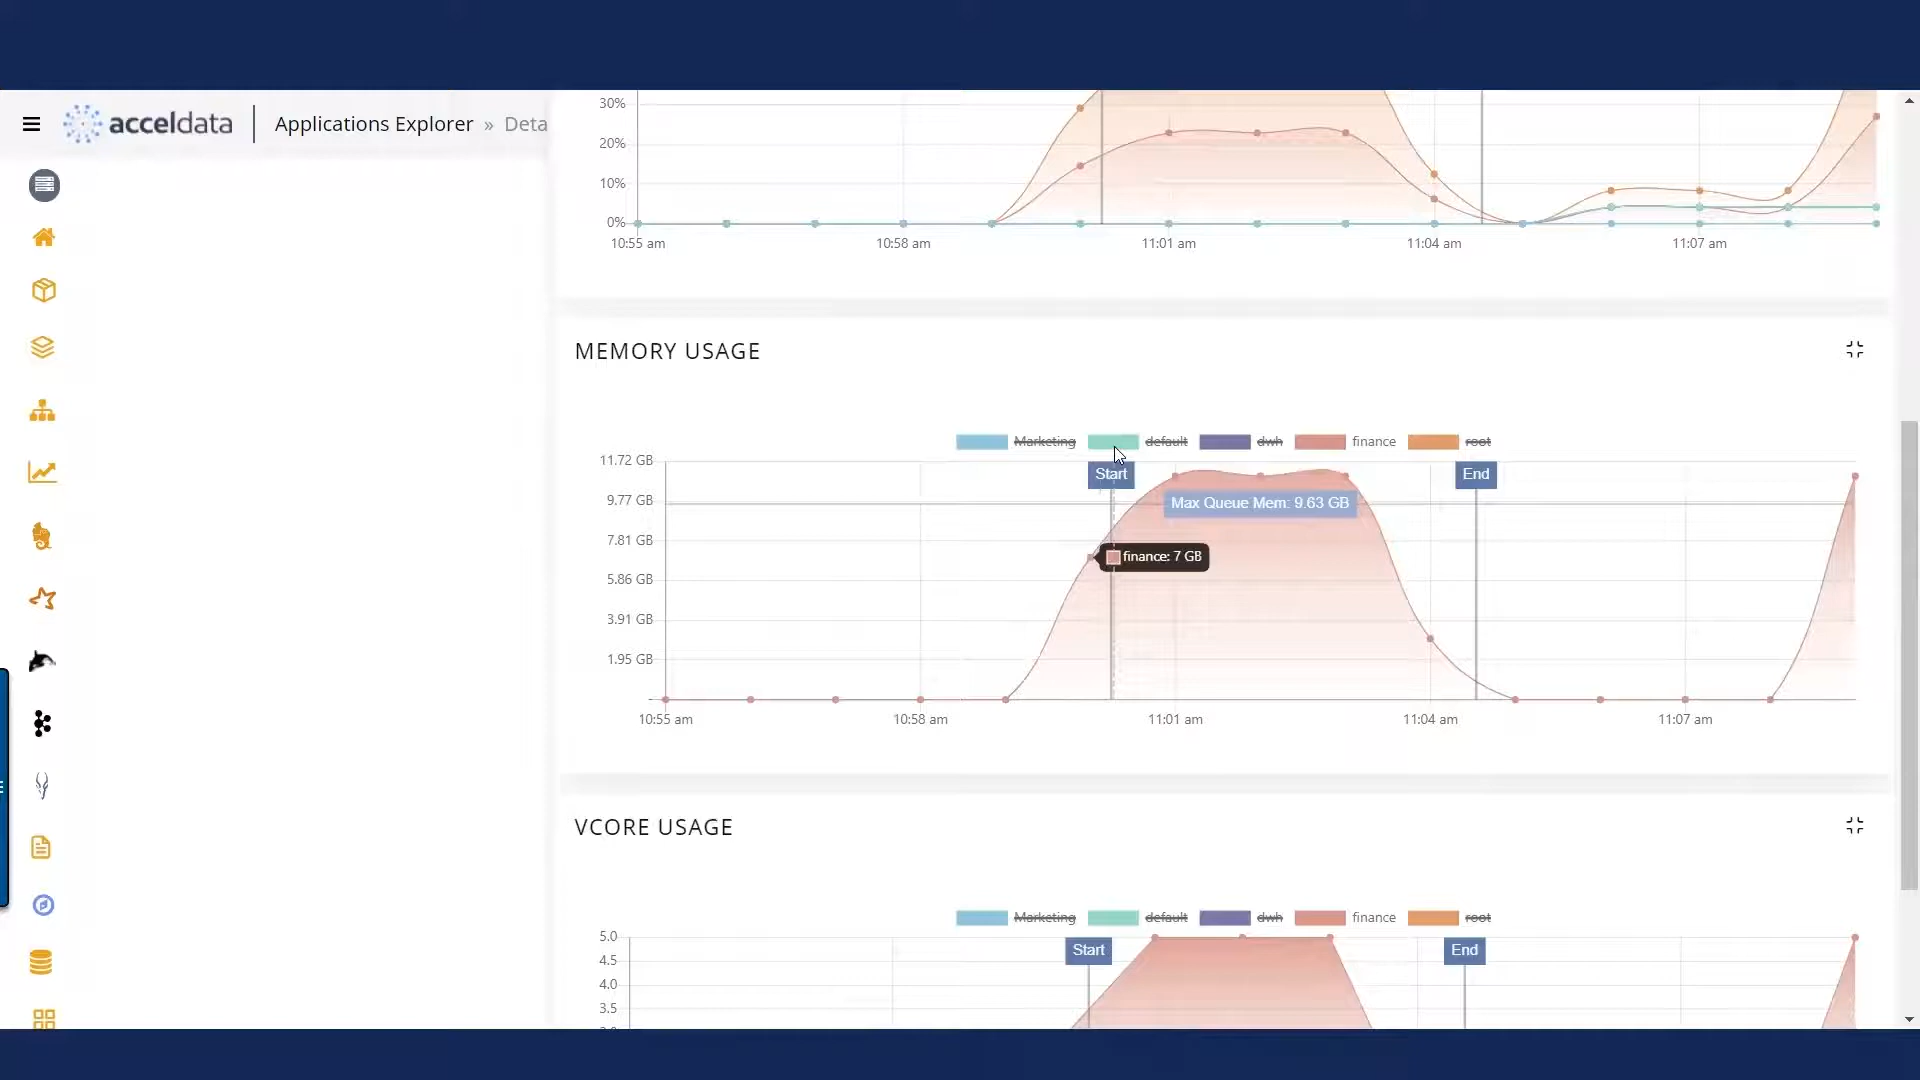 acceldata
Applications Explorer » Deta
30%
20%
10%
0%
10:55 am 10:58 am 11:01 am 11:04 am 11:07 am
MEMORY USAGE
Marketing default dwh finance root
11.72 GB
9.77 GB
7.81 GB
5.86 GB
3.91 GB
1.95 GB
Start
End
Max Queue Mem: 9.63 GB
finance: 7 GB
10:55 am 10:58 am 11:01 am 11:04 am 11:07 am
VCORE USAGE
Marketing default dwh finance root
5.0
4.5
4.0
3.5
Start
End